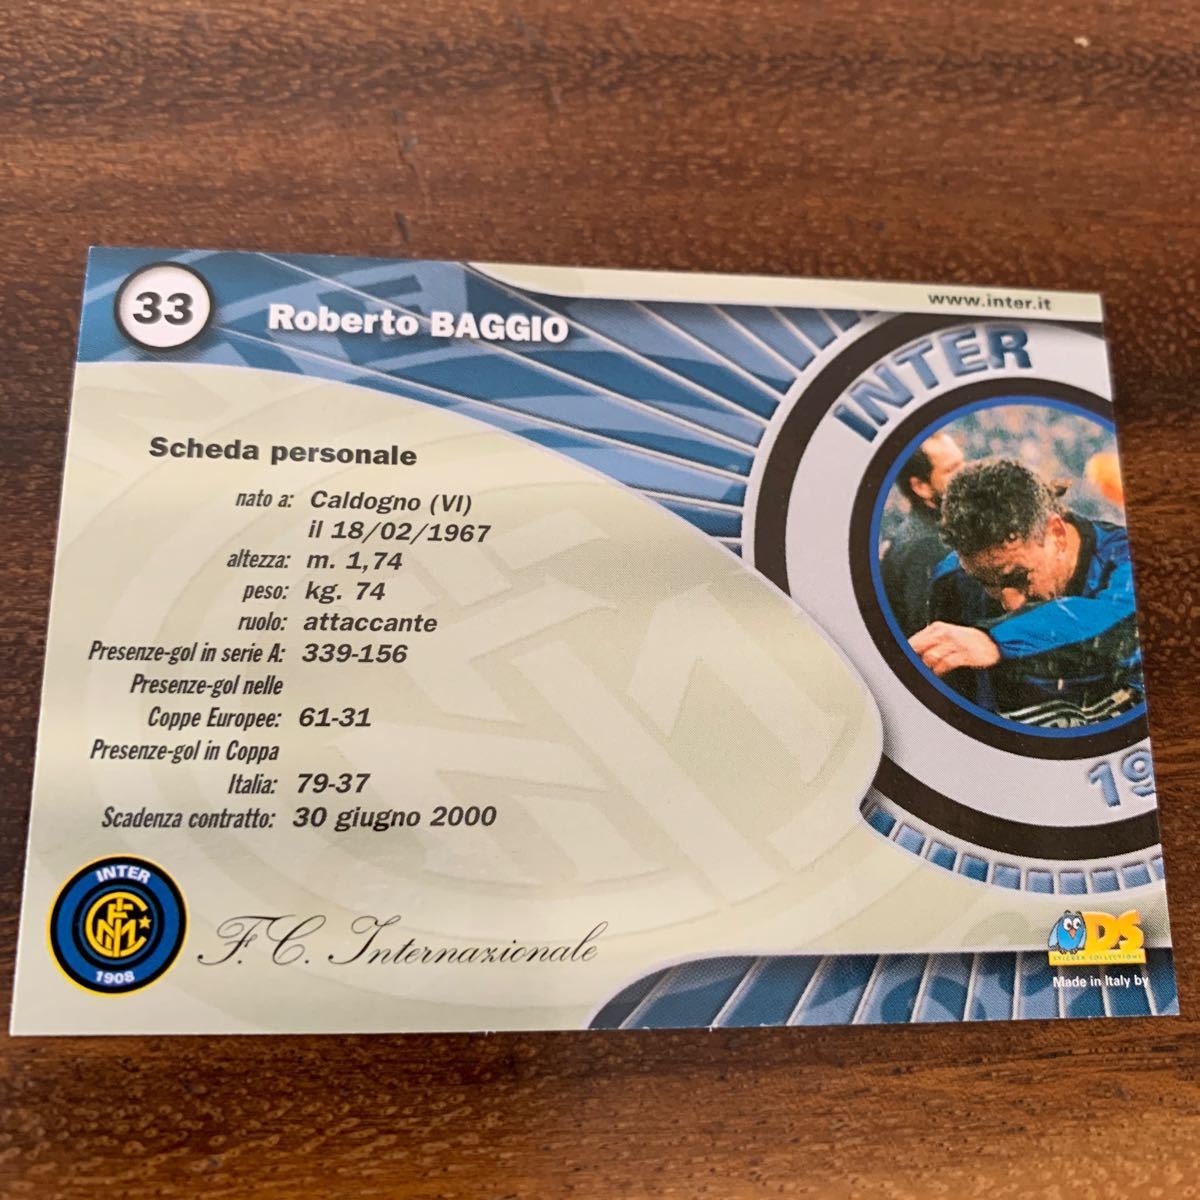 33
Roberto BAGGIO
www.inter.it
INTER
Scheda personale
nato a: Caldogno (VI)
il 18/02/1967
altezza: m. 1,74
peso: kg. 74
ruolo: attaccante
Presenze-gol in serie A: 339-156
Presenze-gol nelle
Coppe Europee: 61-31
Presenze-gol in Coppa
Italia: 79-37
Scadenza contratto: 30 giugno 2000
19
INTER
1908
F. C. Internazionale
DS
STICKER COLLECTIONS
Made in Italy by